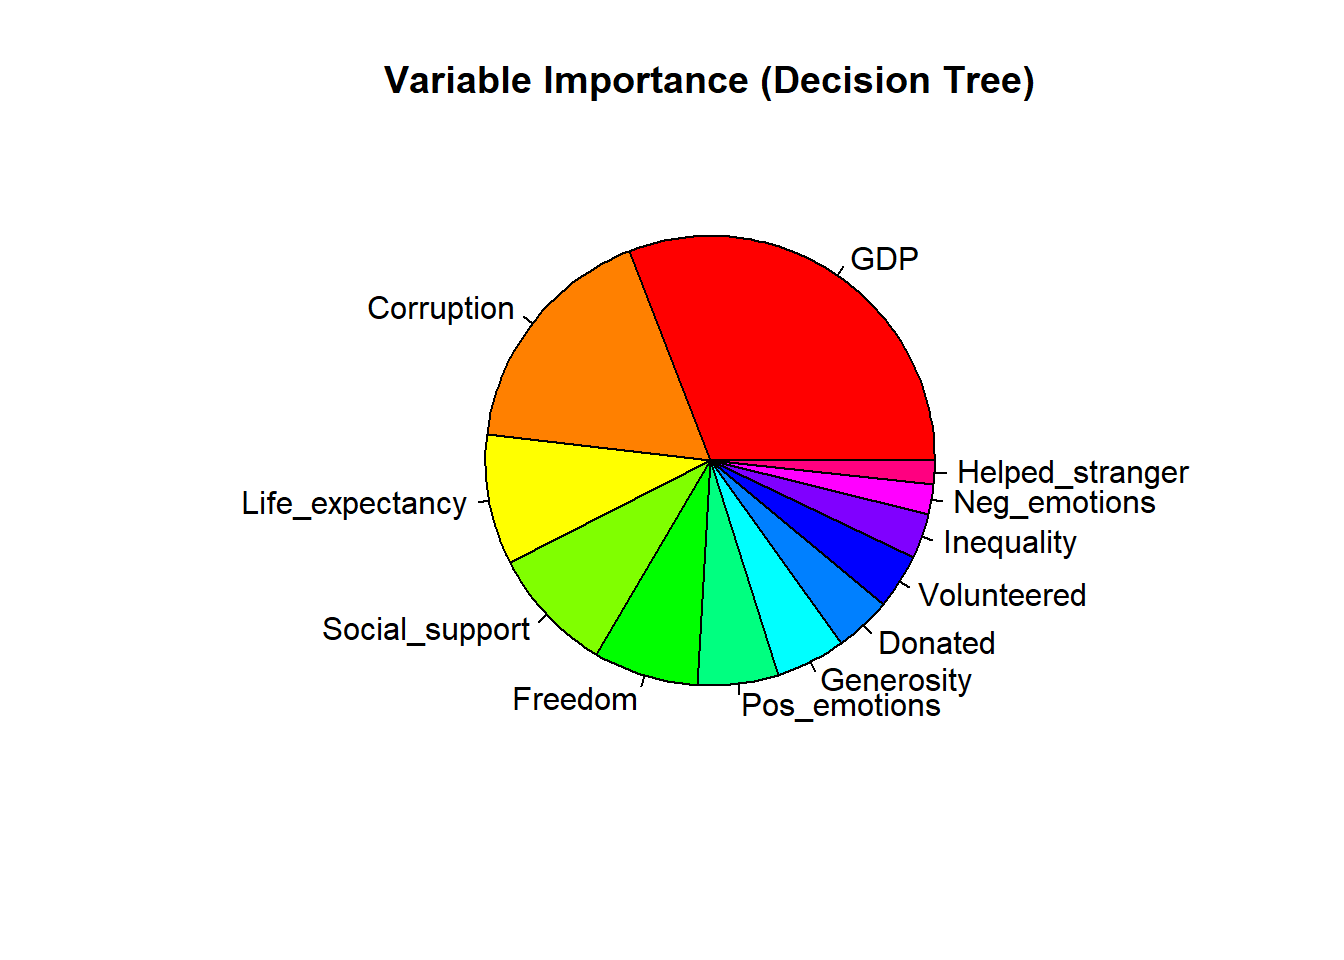 Variable Importance (Decision Tree)
GDP
Corruption
Life_expectancy
Social_support
Freedom
Pos_emotions
Generosity
Donated
Volunteered
Inequality
Neg_emotions
Helped_stranger